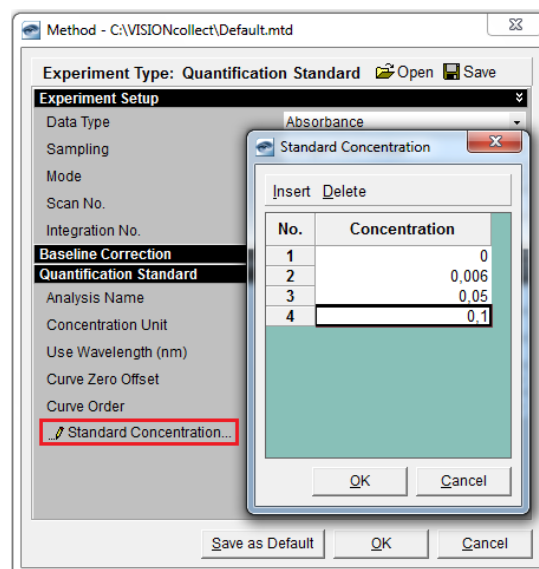 Method - C:\VISIONcollect\Default.mtd
Experiment Type: Quantification Standard Open Save
Experiment Setup
Data Type Absorbance
Sampling
Mode
Scan No.
Integration No.
Baseline Correction
Quantification Standard
Analysis Name
Concentration Unit
Use Wavelength (nm)
Curve Zero Offset
Curve Order
Standard Concentration...
Save as Default OK Cancel
Standard Concentration
Insert Delete
No. Concentration
1 0
2 0,006
3 0,05
4 0,1
OK Cancel